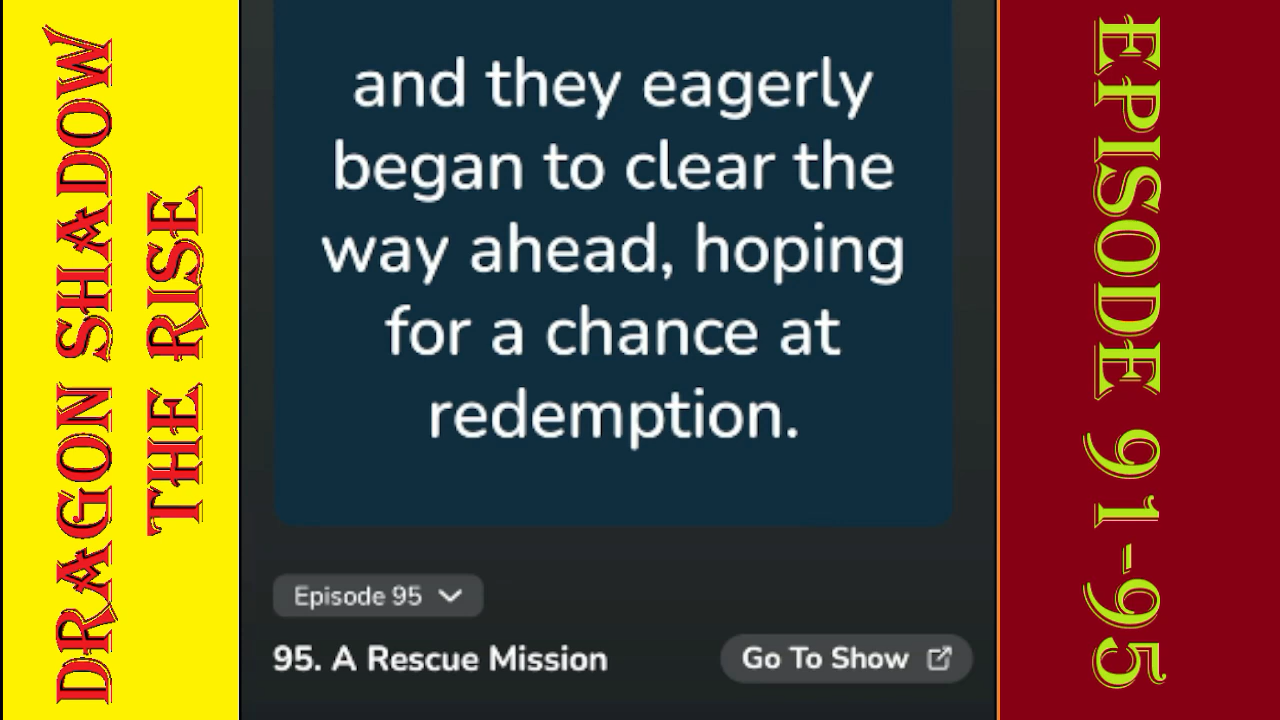 DRAGON SHADOW
THE RISE
and they eagerly
began to clear the
way ahead, hoping
for a chance at
redemption.
Episode 95
95. A Rescue Mission
Go To Show
EPISODE 91-95